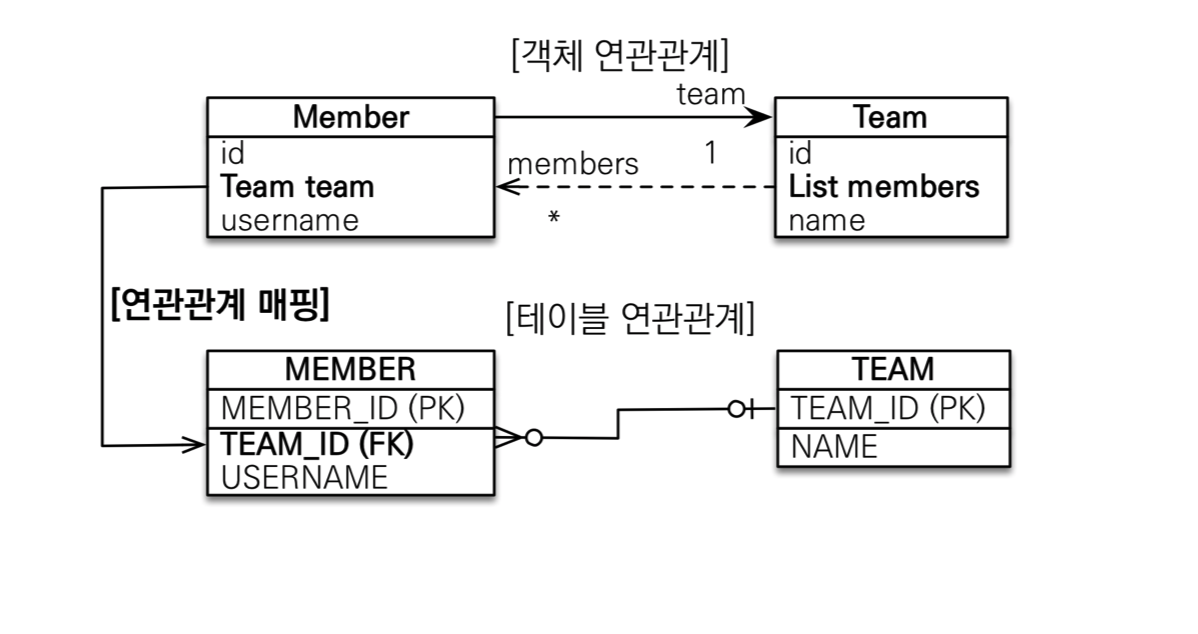 [객체 연관관계]
Member
id
Team team
username
team
1
members
*
Team
id
List members
name
[연관관계 매핑]
[테이블 연관관계]
MEMBER
MEMBER_ID (PK)
TEAM_ID (FK)
USERNAME
TEAM
TEAM_ID (PK)
NAME